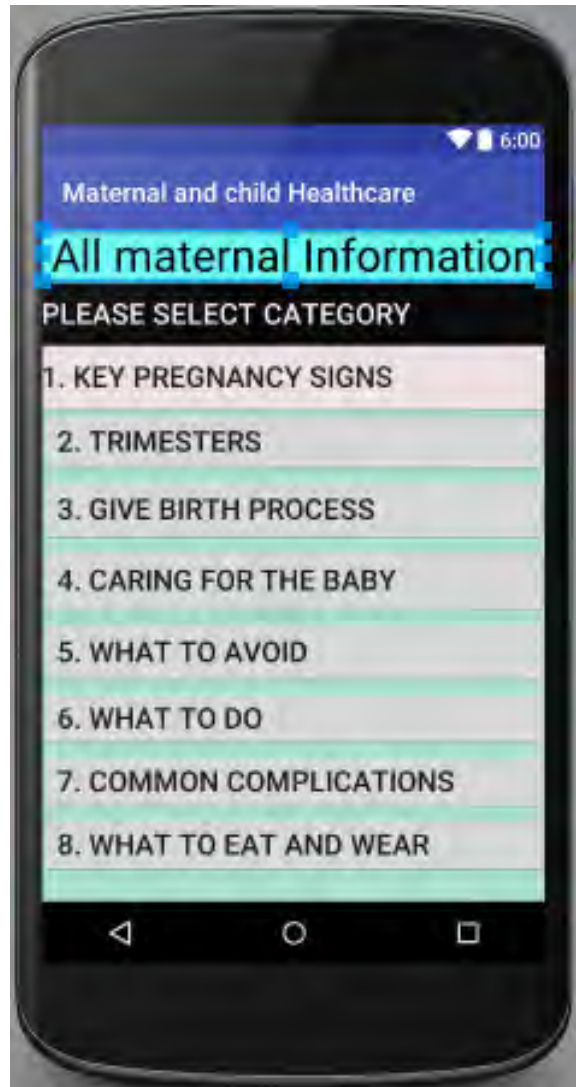 6:00
Maternal and child Healthcare
All maternal Information
PLEASE SELECT CATEGORY
1. KEY PREGNANCY SIGNS
2. TRIMESTERS
3. GIVE BIRTH PROCESS
4. CARING FOR THE BABY
5. WHAT TO AVOID
6. WHAT TO DO
7. COMMON COMPLICATIONS
8. WHAT TO EAT AND WEAR